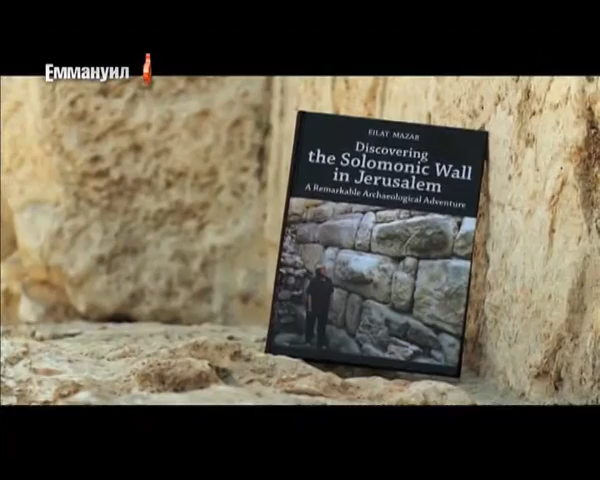 Еммануил
EILAT MAZAR
Discovering
the Solomonic Wall
in Jerusalem
A Remarkable Archaeological Adventure